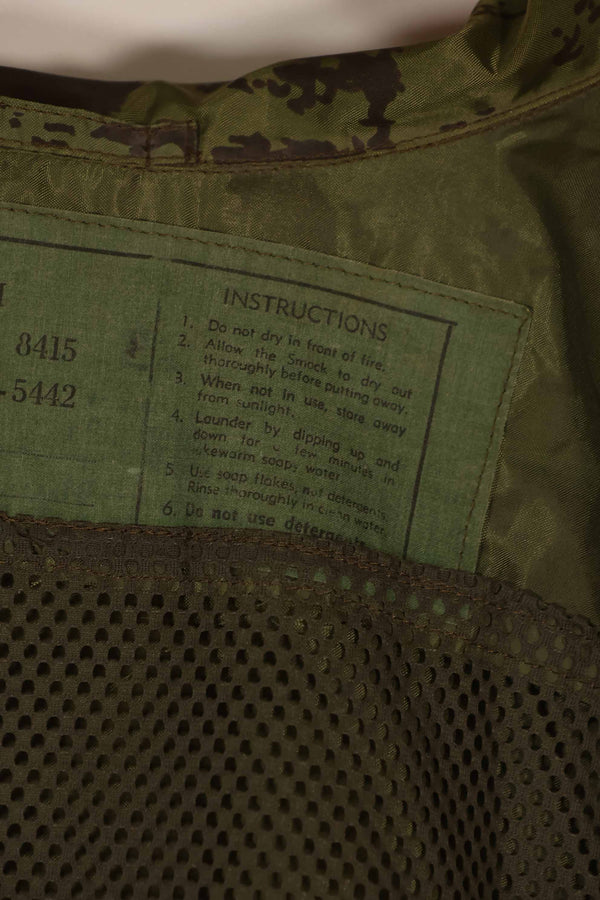 8415
-5442
INSTRUCTIONS
1. Do not dry in front of fire.
2. Allow the Smock to dry out
thoroughly before putting away.
3. When not in use, store away
from sunlight.
4. Launder by dipping up and
down for a few minutes in
kewarm soapy water.
5. Use soap flakes, not detergents.
Rinse thoroughly in clean water.
6. Do not use detergents